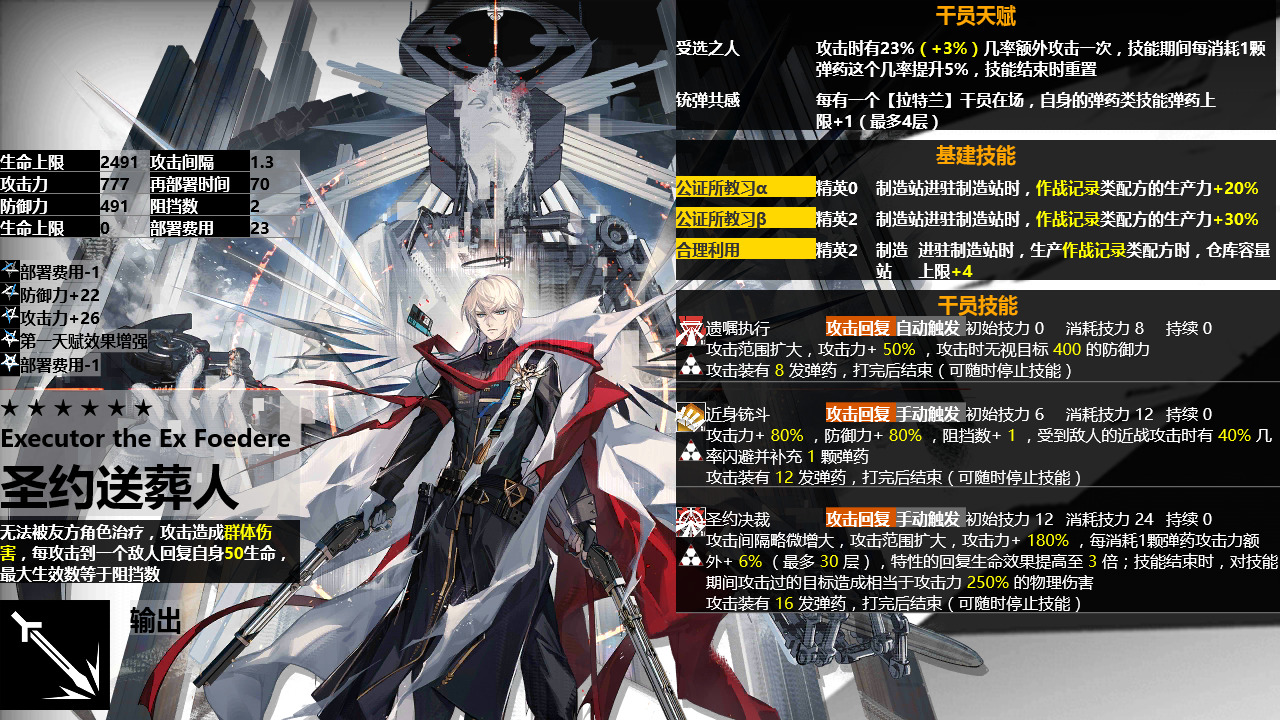 生命上限 2491 攻击间隔 1.3
攻击力 777 再部署时间 70
防御力 491 阻挡数 2
生命上限 0 部署费用 23
部署费用-1
防御力+22
攻击力+26
第一天赋效果增强
部署费用-1
★ ★ ★ ★ ★ ★
Executor the Ex Foedere
圣约送葬人
无法被友方角色治疗，攻击造成群体伤
害，每攻击到一个敌人回复自身50生命，
最大生效数等于阻挡数
输出
干员天赋
受选之人 攻击时有23%（+3%）几率额外攻击一次，技能期间每消耗1颗
弹药这个几率提升5%，技能结束时重置
铳弹共感 每有一个【拉特兰】干员在场，自身的弹药类技能弹药上
限+1（最多4层）
基建技能
公证所教习α 精英0 制造站进驻制造站时，作战记录类配方的生产力+20%
公证所教习β 精英2 制造站进驻制造站时，作战记录类配方的生产力+30%
合理利用 精英2 制造 进驻制造站时，生产作战记录类配方时，仓库容量
站 上限+4
干员技能
遗嘱执行 攻击回复 自动触发 初始技力 0 消耗技力 8 持续 0
攻击范围扩大，攻击力+ 50% ，攻击时无视目标 400 的防御力
攻击装有 8 发弹药，打完后结束（可随时停止技能）
近身铳斗 攻击回复 手动触发 初始技力 6 消耗技力 12 持续 0
攻击力+ 80% ，防御力+ 80% ，阻挡数+ 1 ，受到敌人的近战攻击时有 40% 几
率闪避并补充 1 颗弹药
攻击装有 12 发弹药，打完后结束（可随时停止技能）
圣约决裁 攻击回复 手动触发 初始技力 12 消耗技力 24 持续 0
攻击间隔略微增大，攻击范围扩大，攻击力+ 180% ，每消耗1颗弹药攻击力额
外+ 6% （最多 30 层），特性的回复生命效果提高至 3 倍；技能结束时，对技能
期间攻击过的目标造成相当于攻击力 250% 的物理伤害
攻击装有 16 发弹药，打完后结束（可随时停止技能）